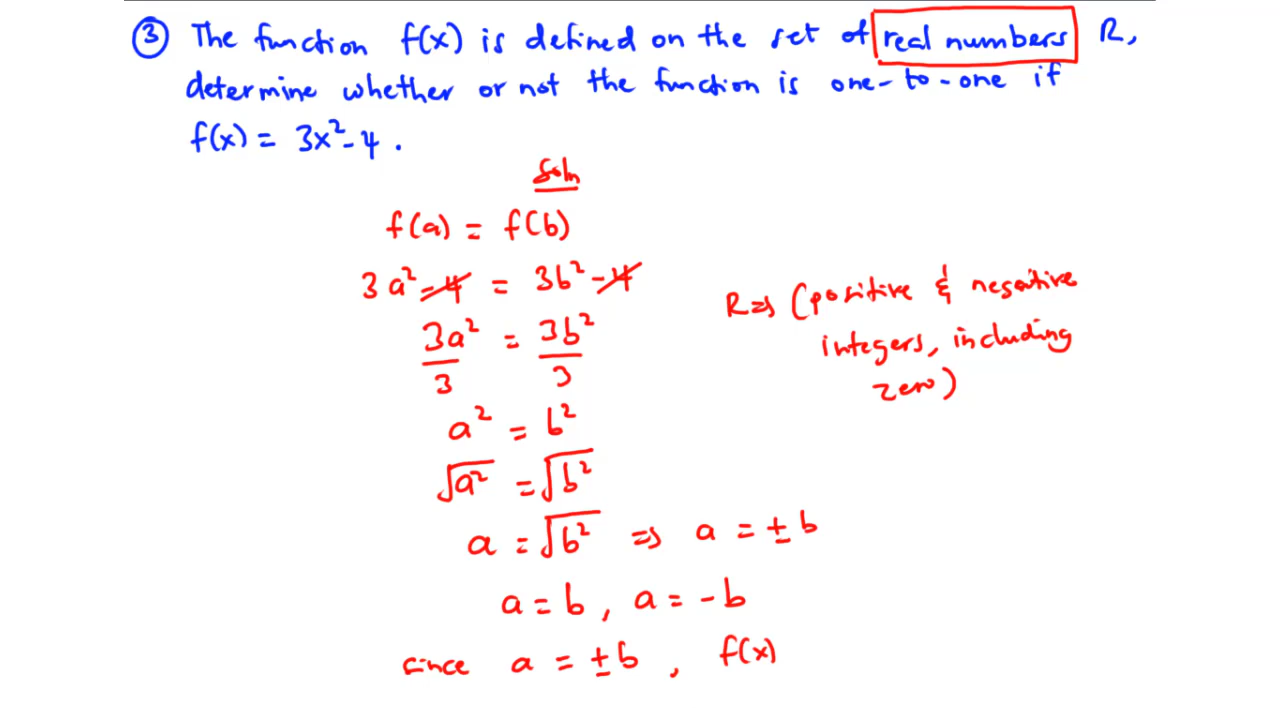 ③ The function f(x) is defined on the set of real numbers R,
determine whether or not the function is one-to-one if
f(x) = 3x² - 4 .
Soln
f(a) = f(b)
3a² - 4 = 3b² - 4
3a²/3 = 3b²/3
a² = b²
√a² = √b²
a = √b² ⇒ a = ± b
a = b , a = - b
since a = ± b , f(x)
R ⇒ (positive & negative
integers, including
zero)